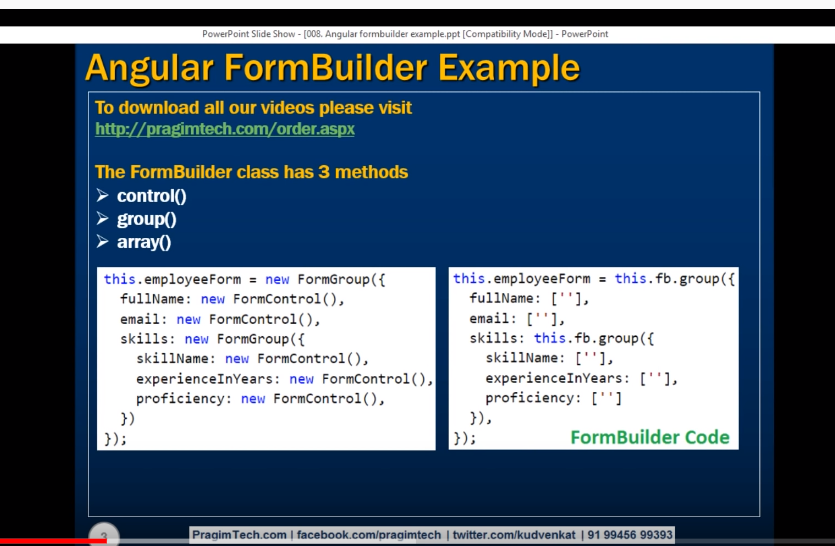 PowerPoint Slide Show - [008. Angular formbuilder example.ppt [Compatibility Mode]] - PowerPoint
Angular FormBuilder Example
To download all our videos please visit
http://pragimtech.com/order.aspx
The FormBuilder class has 3 methods
➢ control()
➢ group()
➢ array()
this.employeeForm = new FormGroup({
  fullName: new FormControl(),
  email: new FormControl(),
  skills: new FormGroup({
    skillName: new FormControl(),
    experienceInYears: new FormControl(),
    proficiency: new FormControl(),
  })
});
this.employeeForm = this.fb.group({
  fullName: [''],
  email: [''],
  skills: this.fb.group({
    skillName: [''],
    experienceInYears: [''],
    proficiency: ['']
  }),
});
FormBuilder Code
3
PragimTech.com | facebook.com/pragimtech | twitter.com/kudvenkat | 91 99456 99393